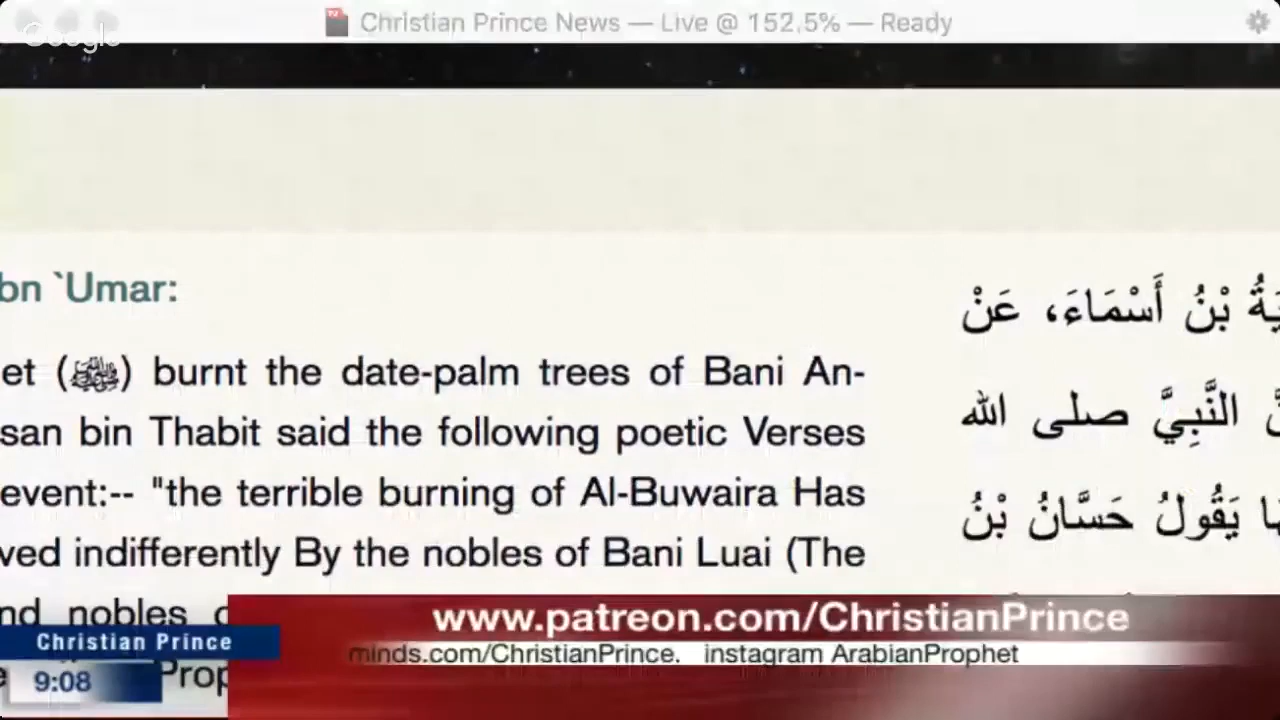 Google
Christian Prince News — Live @ 152,5% — Ready
bn `Umar:
et (ﷺ) burnt the date-palm trees of Bani An-
san bin Thabit said the following poetic Verses
event:-- "the terrible burning of Al-Buwaira Has
ved indifferently By the nobles of Bani Luai (The
nd nobles
Prop
يَةُ بْنُ أَسْمَاءَ، عَنْ
النَّبِيَّ صلى الله
يَقُولُ حَسَّانُ بْنُ
www.patreon.com/ChristianPrince
minds.com/ChristianPrince. instagram ArabianProphet
Christian Prince
9:08